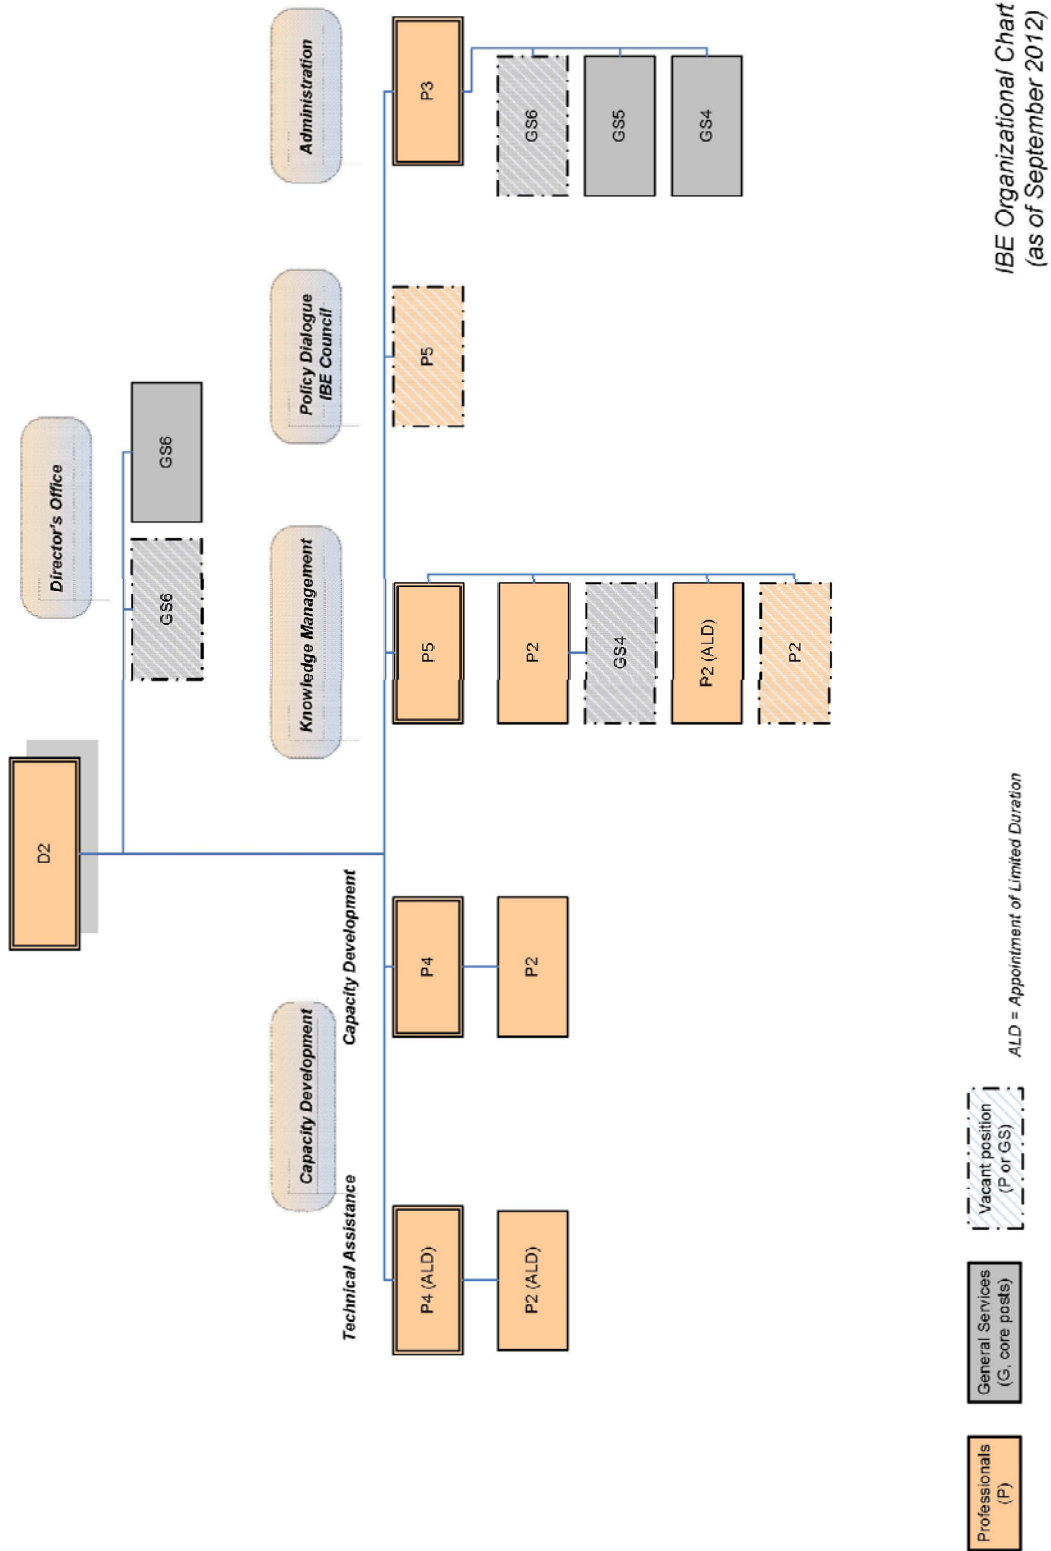 D2
Director's Office
GS6
GS6
Capacity Development
Knowledge Management
Policy Dialogue
IBE Council
Administration
Technical Assistance
Capacity Development
P4 (ALD)
P4
P5
P5
P3
P2 (ALD)
P2
P2
GS6
GS4
GS5
P2 (ALD)
GS4
P2
Professionals
(P)
General Services
(G, core posts)
Vacant position
(P or GS)
ALD = Appointment of Limited Duration
IBE Organizational Chart
(as of September 2012)